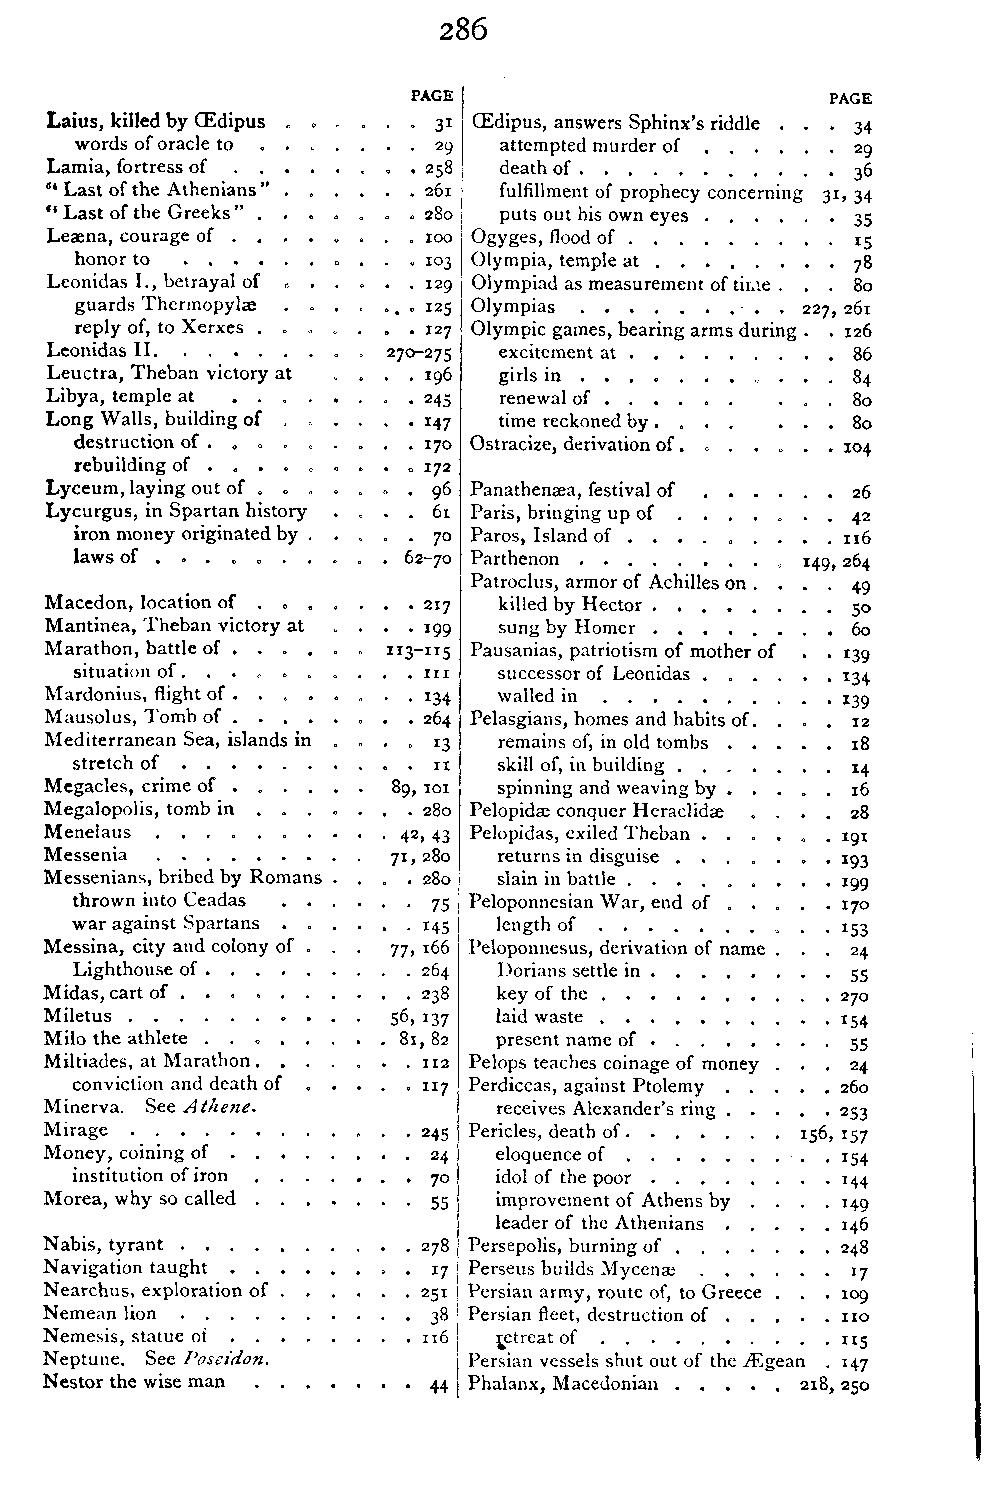 286
PAGE
Laius, killed by Œdipus . . . . . . 31
words of oracle to . . . . . . . 29
Lamia, fortress of . . . . . . . . 258
“Last of the Athenians” . . . . . . 261
“Last of the Greeks” . . . . . . . 280
Leæna, courage of . . . . . . . . 100
honor to . . . . . . . . . . 103
Leonidas I., betrayal of . . . . . . 129
guards Thermopylæ . . . . . . 125
reply of, to Xerxes . . . . . . . 127
Leonidas II. . . . . . . . . . 270–275
Leuctra, Theban victory at . . . . 196
Libya, temple at . . . . . . . . 245
Long Walls, building of . . . . . . 147
destruction of . . . . . . . . . 170
rebuilding of . . . . . . . . . 172
Lyceum, laying out of . . . . . . . 96
Lycurgus, in Spartan history . . . . 61
iron money originated by . . . . . 70
laws of . . . . . . . . . . 62–70
Macedon, location of . . . . . . . 217
Mantinea, Theban victory at . . . . 199
Marathon, battle of . . . . . . 113–115
situation of . . . . . . . . . . 111
Mardonius, flight of . . . . . . . . 134
Mausolus, Tomb of . . . . . . . . 264
Mediterranean Sea, islands in . . . . 13
stretch of . . . . . . . . . . 11
Megacles, crime of . . . . . . 89, 101
Megalopolis, tomb in . . . . . . . 280
Menelaus . . . . . . . . . . 42, 43
Messenia . . . . . . . . . 71, 280
Messenians, bribed by Romans . . . . 280
thrown into Ceadas . . . . . . 75
war against Spartans . . . . . . 145
Messina, city and colony of . . . 77, 166
Lighthouse of . . . . . . . . . 264
Midas, cart of . . . . . . . . . . 238
Miletus . . . . . . . . . . 56, 137
Milo the athlete . . . . . . . . 81, 82
Miltiades, at Marathon . . . . . . . 112
conviction and death of . . . . . 117
Minerva. See Athene.
Mirage . . . . . . . . . . . . 245
Money, coining of . . . . . . . . 24
institution of iron . . . . . . . 70
Morea, why so called . . . . . . . 55
Nabis, tyrant . . . . . . . . . . 278
Navigation taught . . . . . . . . 17
Nearchus, exploration of . . . . . . 251
Nemean lion . . . . . . . . . . 38
Nemesis, statue of . . . . . . . . 116
Neptune. See Poseidon.
Nestor the wise man . . . . . . . 44
PAGE
Œdipus, answers Sphinx’s riddle . . . 34
attempted murder of . . . . . . 29
death of . . . . . . . . . . . 36
fulfillment of prophecy concerning 31, 34
puts out his own eyes . . . . . . 35
Ogyges, flood of . . . . . . . . . 15
Olympia, temple at . . . . . . . . 78
Olympiad as measurement of time . . . 80
Olympias . . . . . . . . . 227, 261
Olympic games, bearing arms during . . 126
excitement at . . . . . . . . . 86
girls in . . . . . . . . . . . 84
renewal of . . . . . . . . . 80
time reckoned by . . . . . . . 80
Ostracize, derivation of . . . . . . . 104
Panathenæa, festival of . . . . . . 26
Paris, bringing up of . . . . . . . 42
Paros, Island of . . . . . . . . . 116
Parthenon . . . . . . . . . 149, 264
Patroclus, armor of Achilles on . . . . 49
killed by Hector . . . . . . . . 50
sung by Homer . . . . . . . . 60
Pausanias, patriotism of mother of . . 139
successor of Leonidas . . . . . . 134
walled in . . . . . . . . . . 139
Pelasgians, homes and habits of . . . . 12
remains of, in old tombs . . . . . 18
skill of, in building . . . . . . . 14
spinning and weaving by . . . . . 16
Pelopidæ conquer Heraclidæ . . . . 28
Pelopidas, exiled Theban . . . . . . 191
returns in disguise . . . . . . . 193
slain in battle . . . . . . . . . 199
Peloponnesian War, end of . . . . . 170
length of . . . . . . . . . . 153
Peloponnesus, derivation of name . . . 24
Dorians settle in . . . . . . . . 55
key of the . . . . . . . . . . 270
laid waste . . . . . . . . . . 154
present name of . . . . . . . . 55
Pelops teaches coinage of money . . . 24
Perdiccas, against Ptolemy . . . . . 260
receives Alexander’s ring . . . . . 253
Pericles, death of . . . . . . . 156, 157
eloquence of . . . . . . . . . 154
idol of the poor . . . . . . . . 144
improvement of Athens by . . . . 149
leader of the Athenians . . . . . 146
Persepolis, burning of . . . . . . . 248
Perseus builds Mycenæ . . . . . . 17
Persian army, route of, to Greece . . . 109
Persian fleet, destruction of . . . . . 110
retreat of . . . . . . . . . . 115
Persian vessels shut out of the Ægean . 147
Phalanx, Macedonian . . . . . 218, 250